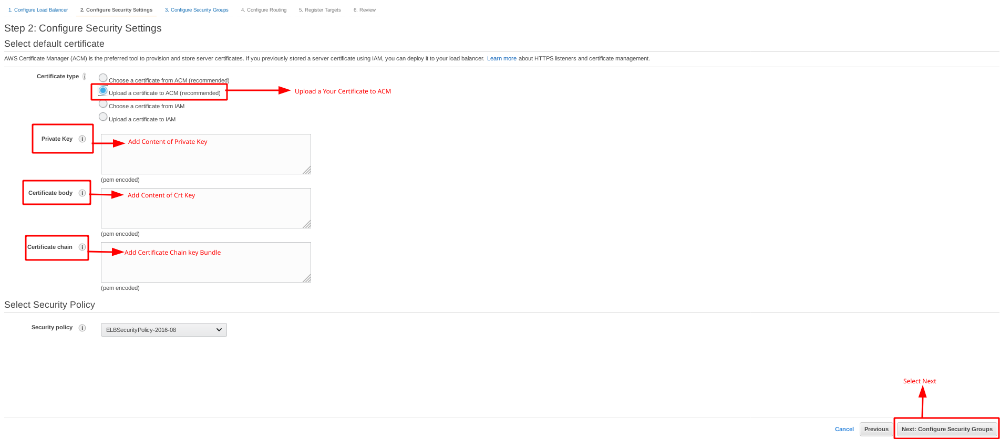 1. Configure Load Balancer 2. Configure Security Settings 3. Configure Security Groups 4. Configure Routing 5. Register Targets 6. Review
Step 2: Configure Security Settings
Select default certificate
AWS Certificate Manager (ACM) is the preferred tool to provision and store server certificates. If you previously stored a server certificate using IAM, you can deploy it to your load balancer. Learn more about HTTPS listeners and certificate management.
Certificate type i
Choose a certificate from ACM (recommended)
Upload a certificate to ACM (recommended) Upload a Your Certificate to ACM
Choose a certificate from IAM
Upload a certificate to IAM
Private Key i Add Content of Private Key
(pem encoded)
Certificate body i Add Content of Crt Key
(pem encoded)
Certificate chain i Add Certificate Chain key Bundle
(pem encoded)
Select Security Policy
Security policy i ELBSecurityPolicy-2016-08
Select Next
Cancel Previous Next: Configure Security Groups